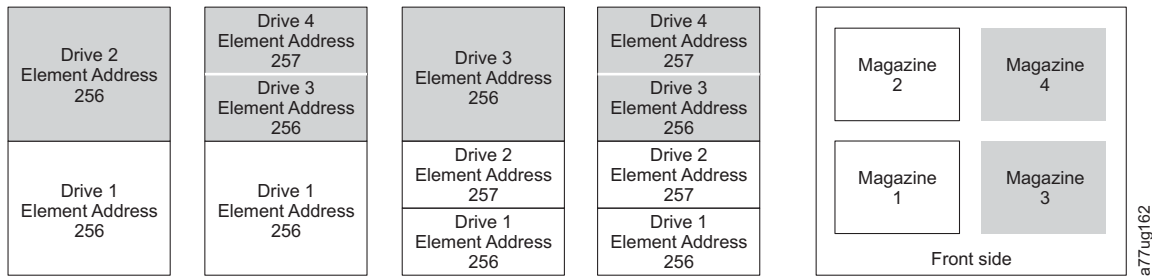 Drive 2
Element Address
256
Drive 1
Element Address
256
Drive 4
Element Address
257
Drive 3
Element Address
256
Drive 1
Element Address
256
Drive 3
Element Address
256
Drive 2
Element Address
257
Drive 1
Element Address
256
Drive 4
Element Address
257
Drive 3
Element Address
256
Drive 2
Element Address
257
Drive 1
Element Address
256
Magazine
2
Magazine
4
Magazine
1
Magazine
3
Front side
a77ug162